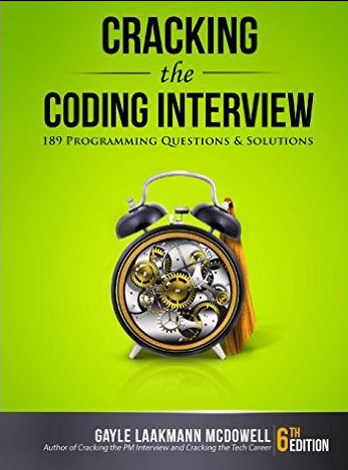 CRACKING
the
CODING INTERVIEW
189 PROGRAMMING QUESTIONS & SOLUTIONS
GAYLE LAAKMANN MCDOWELL
Author of Cracking the PM Interview and Cracking the Tech Career
6TH EDITION